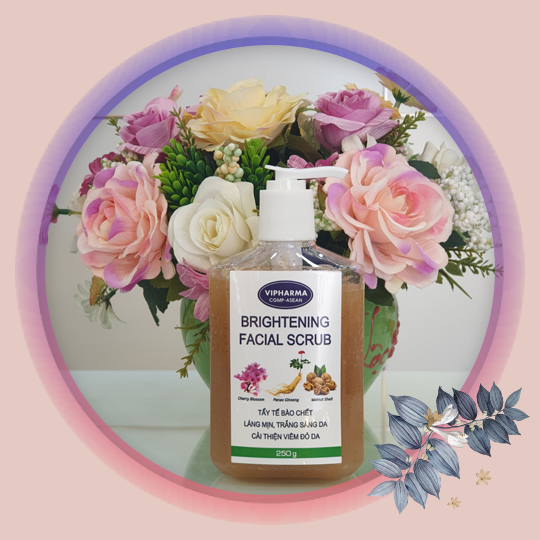 VIPHARMA
CGMP-ASEAN
BRIGHTENING
FACIAL SCRUB
Cherry Blossom
Panax Ginseng
Walnut Shell
TẨY TẾ BÀO CHẾT
LÁNG MỊN, TRẮNG SÁNG DA
CẢI THIỆN VIÊM ĐỎ DA
250 g